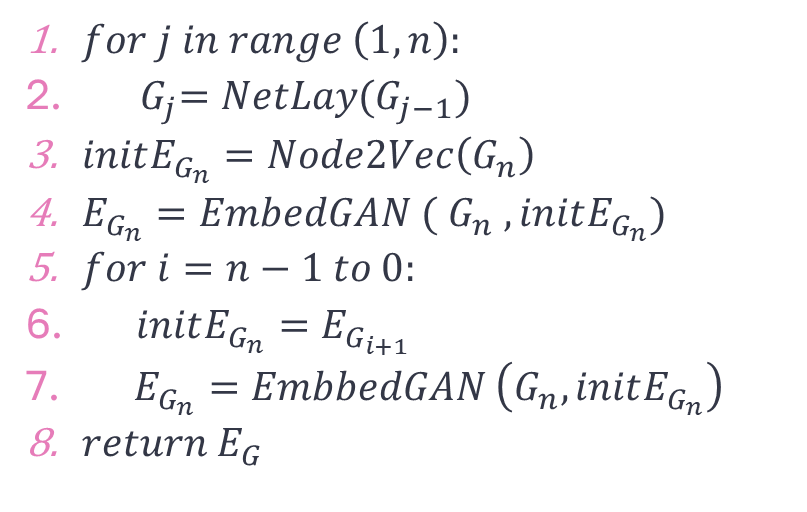 1. for j in range (1, n):
2. G_j = NetLay(G_{j−1})
3. initE_{G_n} = Node2Vec(G_n)
4. E_{G_n} = EmbedGAN ( G_n , initE_{G_n})
5. for i = n − 1 to 0:
6. initE_{G_n} = E_{G_{i+1}}
7. E_{G_n} = EmbbedGAN (G_n, initE_{G_n})
8. return E_G